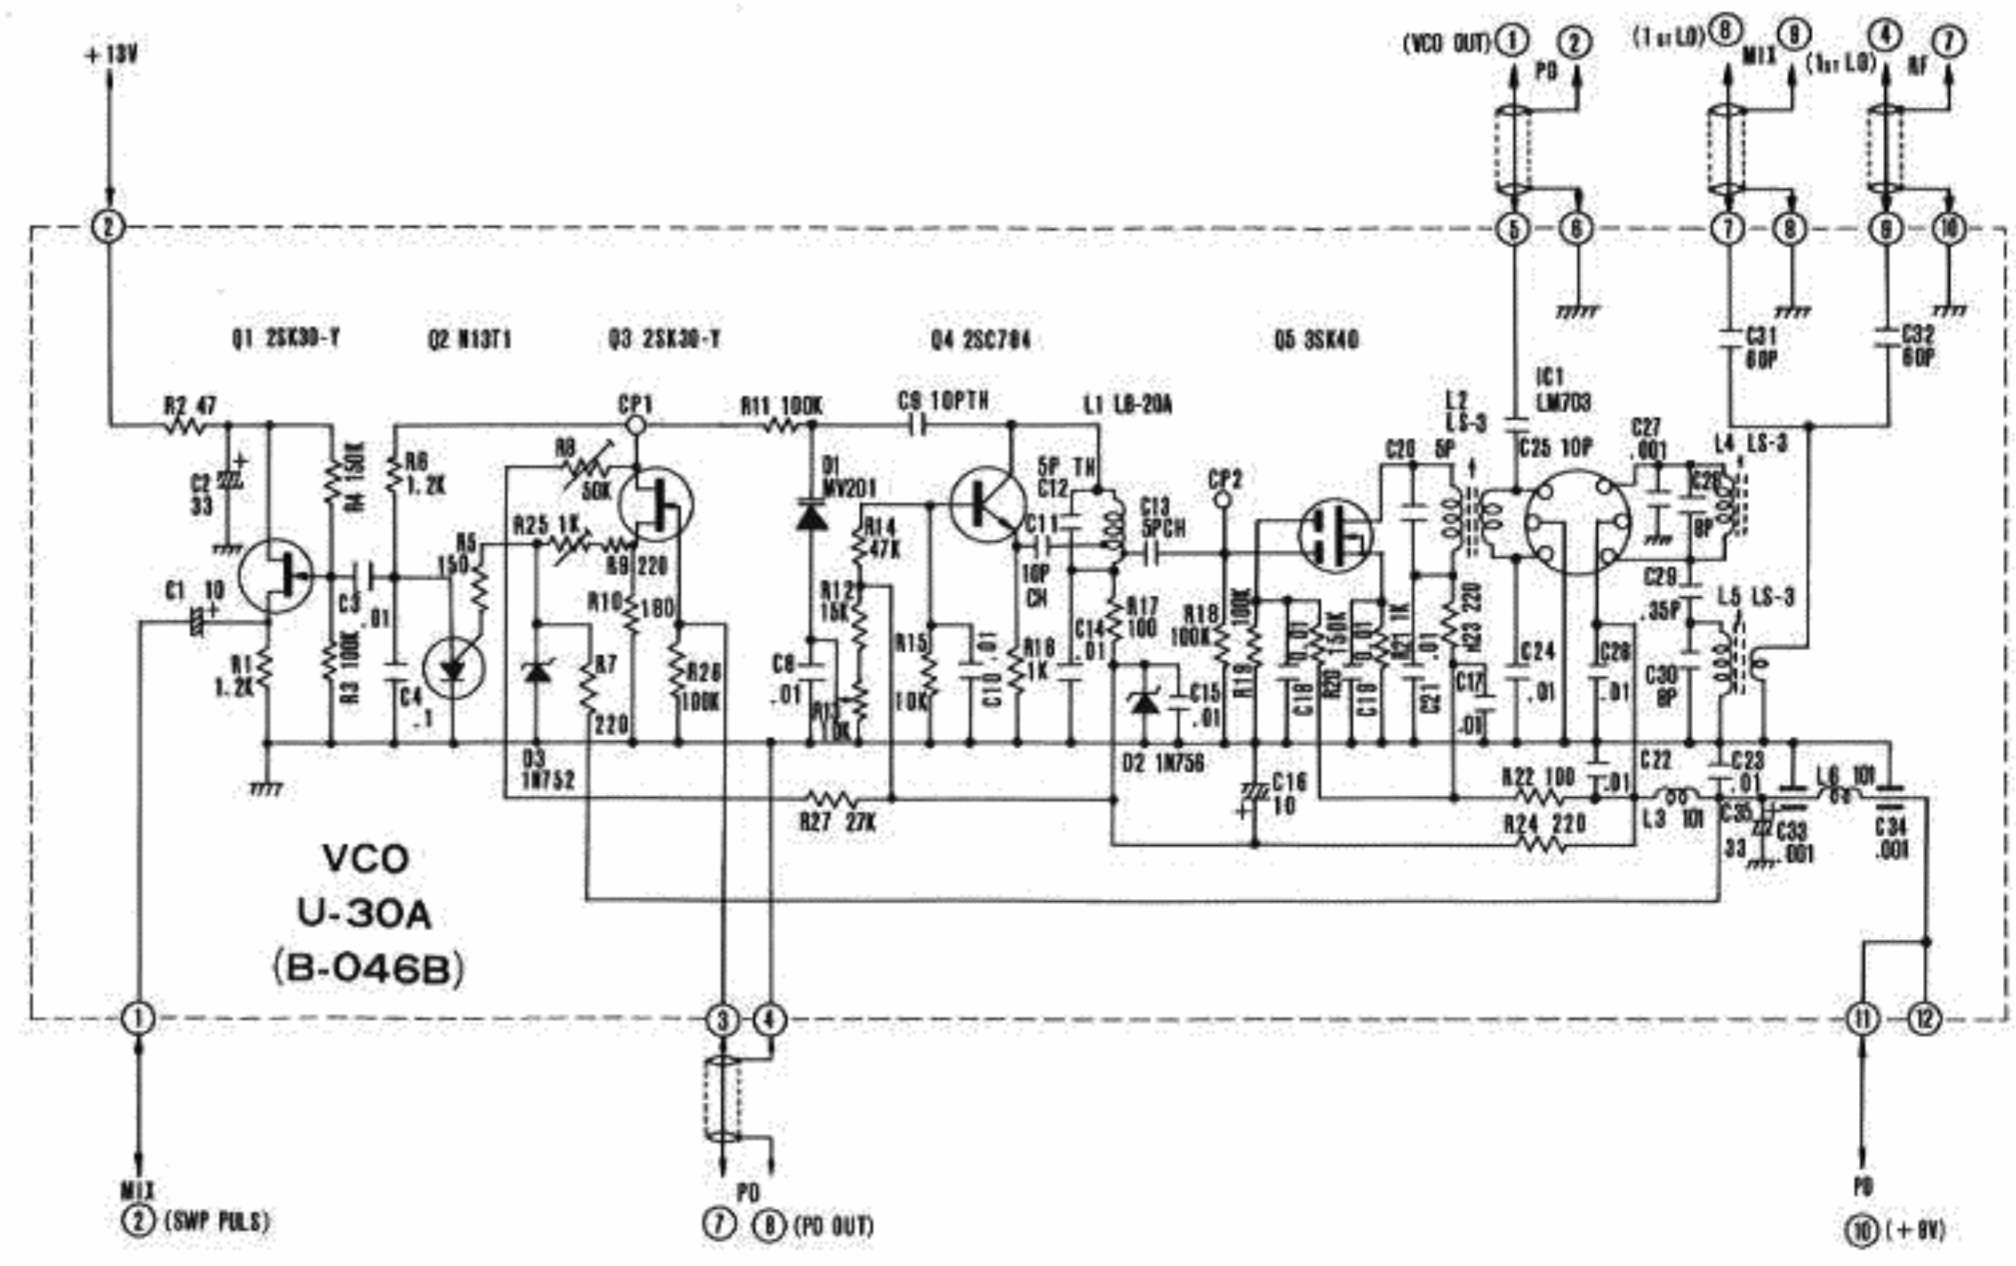 +13V
(VCO OUT) 1 2
PD
(1ST LO) 8 9
MIX
(1ST LO) 4 7
RF
2
5 6 7 8 9 10
Q1 2SK30-Y
Q2 N13T1
Q3 2SK30-Y
Q4 2SC784
Q5 3SK40
IC1
LM703
C31
60P
C32
60P
R2 47
C2
33
R4 150K
R6
1.2K
CP1
R8
50K
R11 100K
C9 10PTH
L1 LB-20A
L2
LS-3
C20
5P
C25 10P
C27
.001
L4 LS-3
C28
8P
D1
MV201
5P TH
C12
C11
10P
CH
C13
5PCH
CP2
R5
150
R25 1K
R9 220
R14
47K
C1 10
C3
.01
R10
180
R12
15K
R1
1.2K
R3 100K
C4
.1
R7
220
R26
100K
C8
.01
R13
10K
R15
10K
C10 .01
R16
1K
C14
.01
R17
100
C15
.01
R18
100K
R19
100K
C18
.01
R20
150K
C19
.01
R21 1K
C21
.01
R23 220
C17
.01
C24
.01
C26
.01
C29
.35P
L5 LS-3
C30
8P
D3
1N752
D2 1N756
C16
10
R27 27K
R22 100
C22
.01
C23
.01
L3 101
L6 101
R24 220
C35
33
C33
.001
C34
.001
VCO
U-30A
(B-046B)
1 3 4 11 12
MIX
2 (SWP PULS)
PD
7 8 (PD OUT)
PD
10 (+9V)